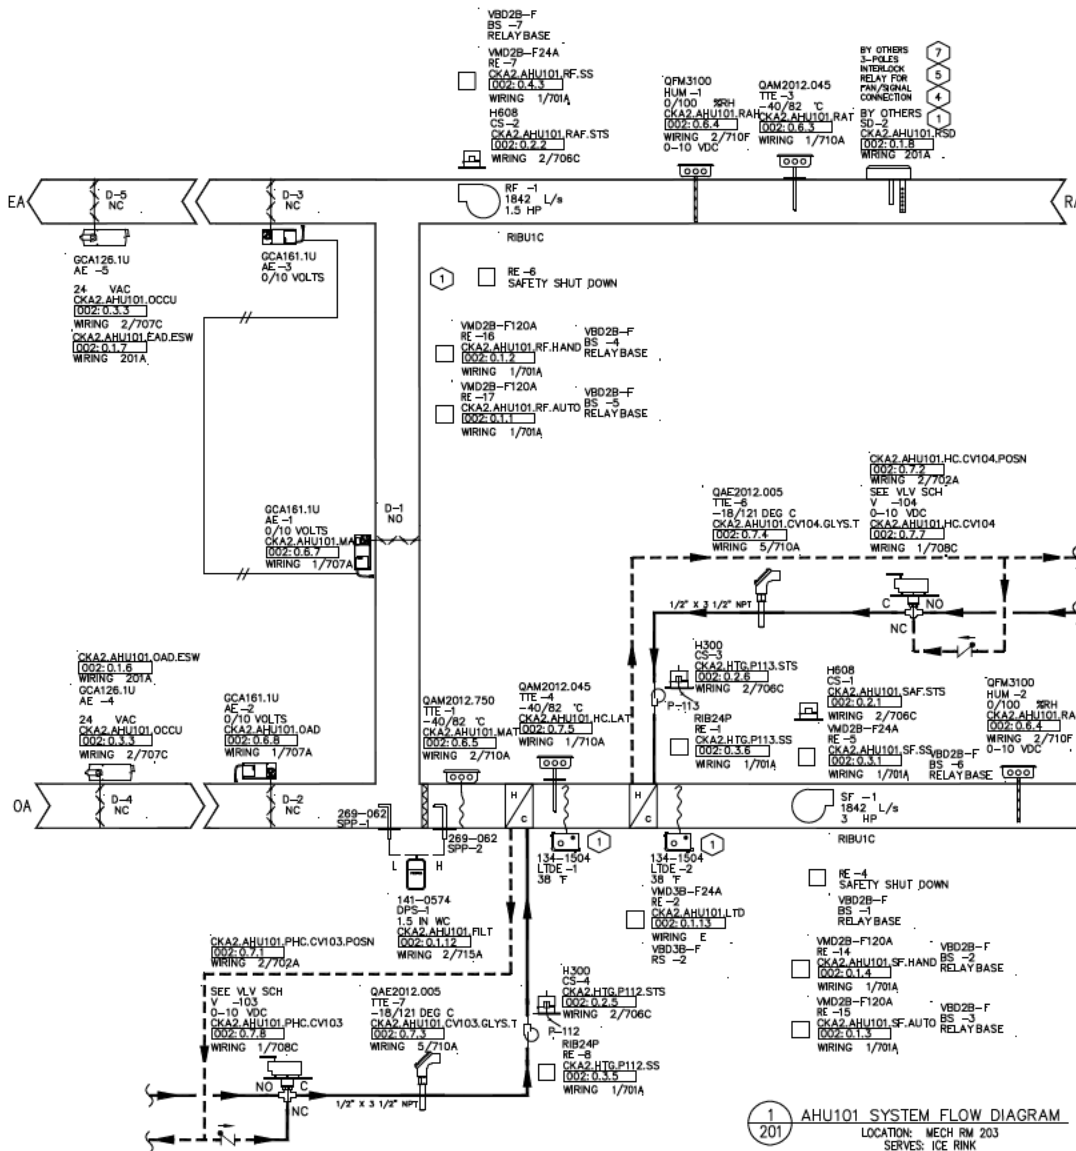 VBD2B-F
BS -7
RELAY BASE
VMD2B-F24A
RE -7
CKA2.AHU101.RF.SS
002: 0.4.3
WIRING 1/701A
H608
CS-2
CKA2.AHU101.RAF.STS
002: 0.2.2
WIRING 2/706C
QFM3100
HUM -1
0/100 %RH
CKA2.AHU101.RAH
002: 0.6.4
WIRING 2/710F
0-10 VDC
QAM2012.045
TTE -3
-40/82 °C
CKA2.AHU101.RAT
002: 0.6.3
WIRING 1/710A
BY OTHERS
3-POLES
INTERLOCK
RELAY FOR
FAN/SIGNAL
CONNECTION
7
5
4
1
BY OTHERS
SD-2
CKA2.AHU101.RSD
002: 0.1.8
WIRING 201A
EA
D-5
NC
D-3
NC
RF -1
1842 L/s
1.5 HP
RIBU1C
GCA126.1U
AE -5
24 VAC
CKA2.AHU101.OCCU
002: 0.3.3
WIRING 2/707C
CKA2.AHU101.EAD.ESW
002: 0.1.7
WIRING 201A
GCA161.1U
AE -3
0/10 VOLTS
1
RE -6
SAFETY SHUT DOWN
VMD2B-F120A
RE -16
CKA2.AHU101.RF.HAND
002: 0.1.2
WIRING 1/701A
VBD2B-F
BS -4
RELAY BASE
VMD2B-F120A
RE -17
CKA2.AHU101.RF.AUTO
002: 0.1.1
WIRING 1/701A
VBD2B-F
BS -5
RELAY BASE
GCA161.1U
AE -1
0/10 VOLTS
002: 0.6.7
WIRING 1/707A
D-1
NO
QAE2012.005
TTE -6
-18/121 DEG C
CKA2.AHU101.CV104.GLYS.T
002: 0.7.4
WIRING 5/710A
CKA2.AHU101.HC.CV104.POSN
002: 0.7.2
WIRING 2/702A
SEE VLV SCH
V -104
0-10 VDC
CKA2.AHU101.HC.CV104
002: 0.7.7
WIRING 1/708C
1/2" X 3 1/2" NPT
C
NO
NC
CKA2.AHU101.OAD.ESW
002: 0.1.6
WIRING 201A
GCA126.1U
AE -4
24 VAC
CKA2.AHU101.OCCU
002: 0.3.3
WIRING 2/707C
GCA161.1U
AE -2
0/10 VOLTS
CKA2.AHU101.OAD
002: 0.6.8
WIRING 1/707A
QAM2012.750
TTE -1
-40/82 °C
CKA2.AHU101.MAT
002: 0.6.5
WIRING 2/710A
QAM2012.045
TTE -4
-40/82 °C
CKA2.AHU101.HC.LAT
002: 0.7.5
WIRING 1/710A
H300
CS-3
CKA2.HTG.P113.STS
002: 0.2.6
WIRING 2/706C
P-113
RIB24P
RE -1
CKA2.HTG.P113.SS
002: 0.3.6
WIRING 1/701A
H608
CS-1
CKA2.AHU101.SAF.STS
002: 0.2.1
WIRING 2/706C
VMD2B-F24A
RE -5
CKA2.AHU101.SF.SS
002: 0.3.1
WIRING 1/701A
VBD2B-F
BS -6
RELAY BASE
QFM3100
HUM -2
0/100 %RH
002: 0.6.4
WIRING 2/710F
0-10 VDC
OA
D-4
NC
D-2
NC
269-062
SPP-1
269-062
SPP-2
L
H
H
C
H
C
SF -1
1842 L/s
3 HP
RIBU1C
134-1504
LTDE -1
38 °F
1
134-1504
LTDE -2
38 °F
1
VMD3B-F24A
RE -2
CKA2.AHU101.LTD
002: 0.1.13
WIRING E
VBD3B-F
RS -2
RE -4
SAFETY SHUT DOWN
VBD2B-F
BS -1
RELAY BASE
141-0574
DPS-1
1.5 IN WC
CKA2.AHU101.FILT
002: 0.1.12
WIRING 2/715A
VMD2B-F120A
RE -14
CKA2.AHU101.SF.HAND
002: 0.1.4
WIRING 1/701A
VBD2B-F
BS -2
RELAY BASE
VMD2B-F120A
RE -15
CKA2.AHU101.SF.AUTO
002: 0.1.3
WIRING 1/701A
VBD2B-F
BS -3
RELAY BASE
CKA2.AHU101.PHC.CV103.POSN
002: 0.7.1
WIRING 2/702A
SEE VLV SCH
V -103
0-10 VDC
CKA2.AHU101.PHC.CV103
002: 0.7.8
WIRING 1/708C
QAE2012.005
TTE -7
-18/121 DEG C
CKA2.AHU101.CV103.GLYS.T
002: 0.7.3
WIRING 5/710A
H300
CS-4
CKA2.HTG.P112.STS
002: 0.2.5
WIRING 2/706C
P-112
RIB24P
RE -8
CKA2.HTG.P112.SS
002: 0.3.5
WIRING 1/701A
NO
C
NC
1/2" X 3 1/2" NPT
1
201
AHU101 SYSTEM FLOW DIAGRAM
LOCATION: MECH RM 203
SERVES: ICE RINK